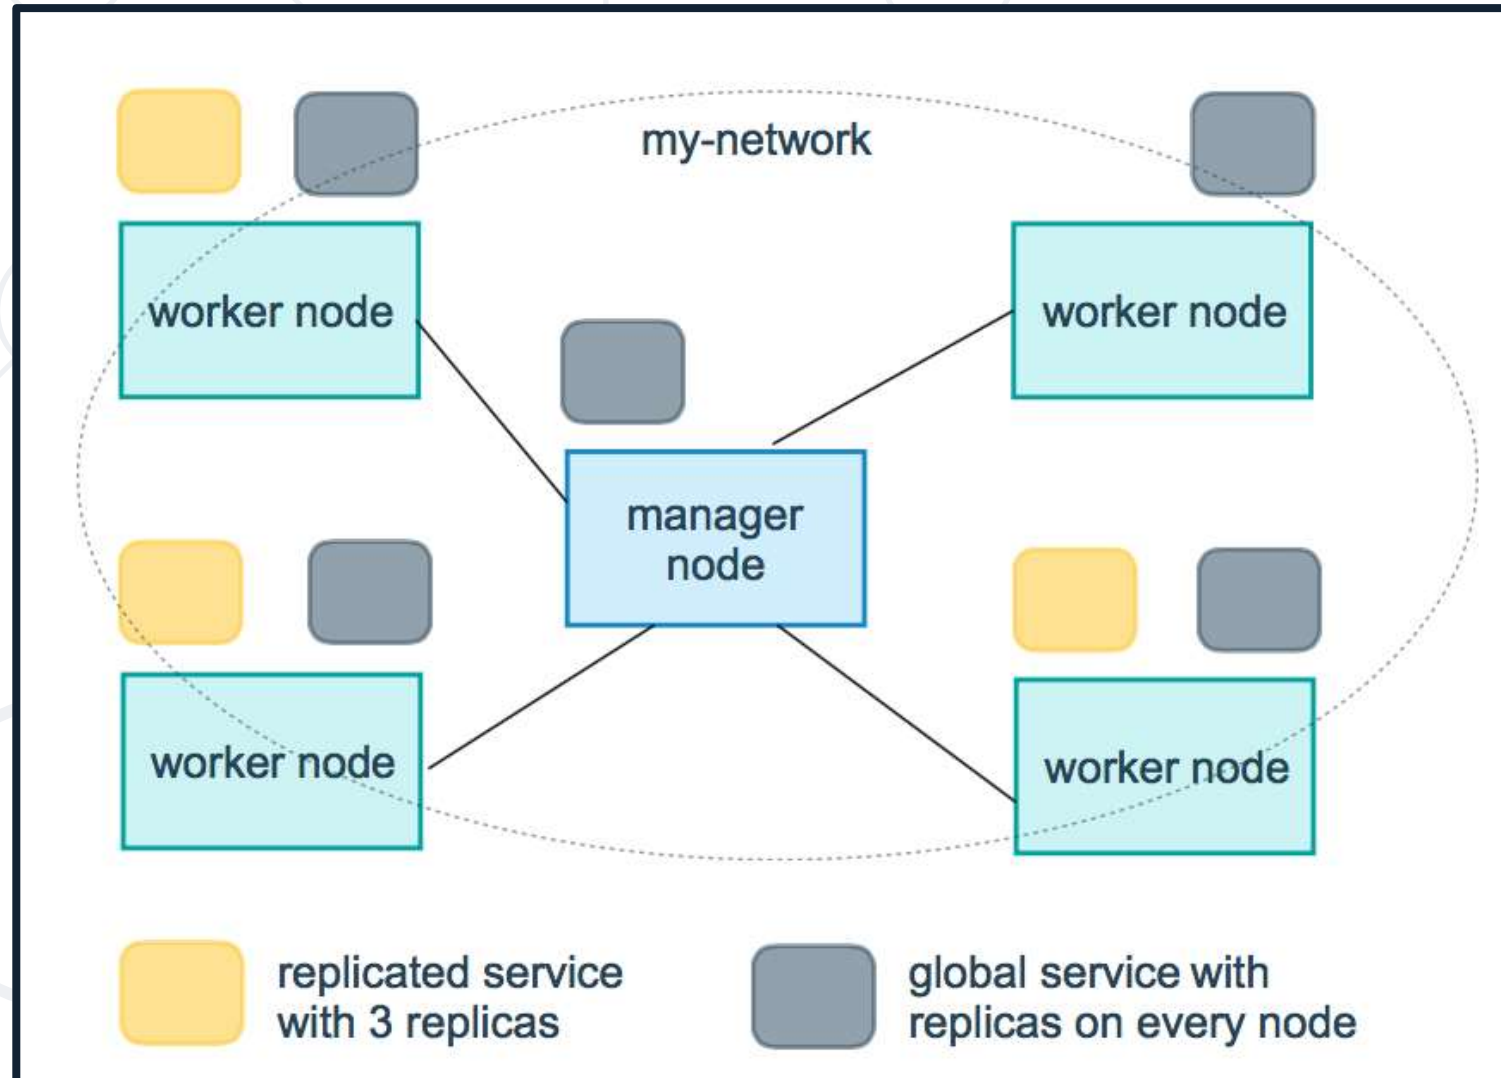 my-network
worker node
worker node
manager
node
worker node
worker node
replicated service
with 3 replicas
global service with
replicas on every node